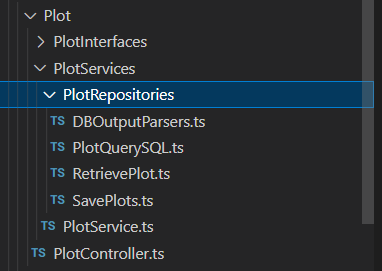 Plot
PlotInterfaces
PlotServices
PlotRepositories
TS DBOutputParsers.ts
TS PlotQuerySQL.ts
TS RetrievePlot.ts
TS SavePlots.ts
TS PlotService.ts
TS PlotController.ts